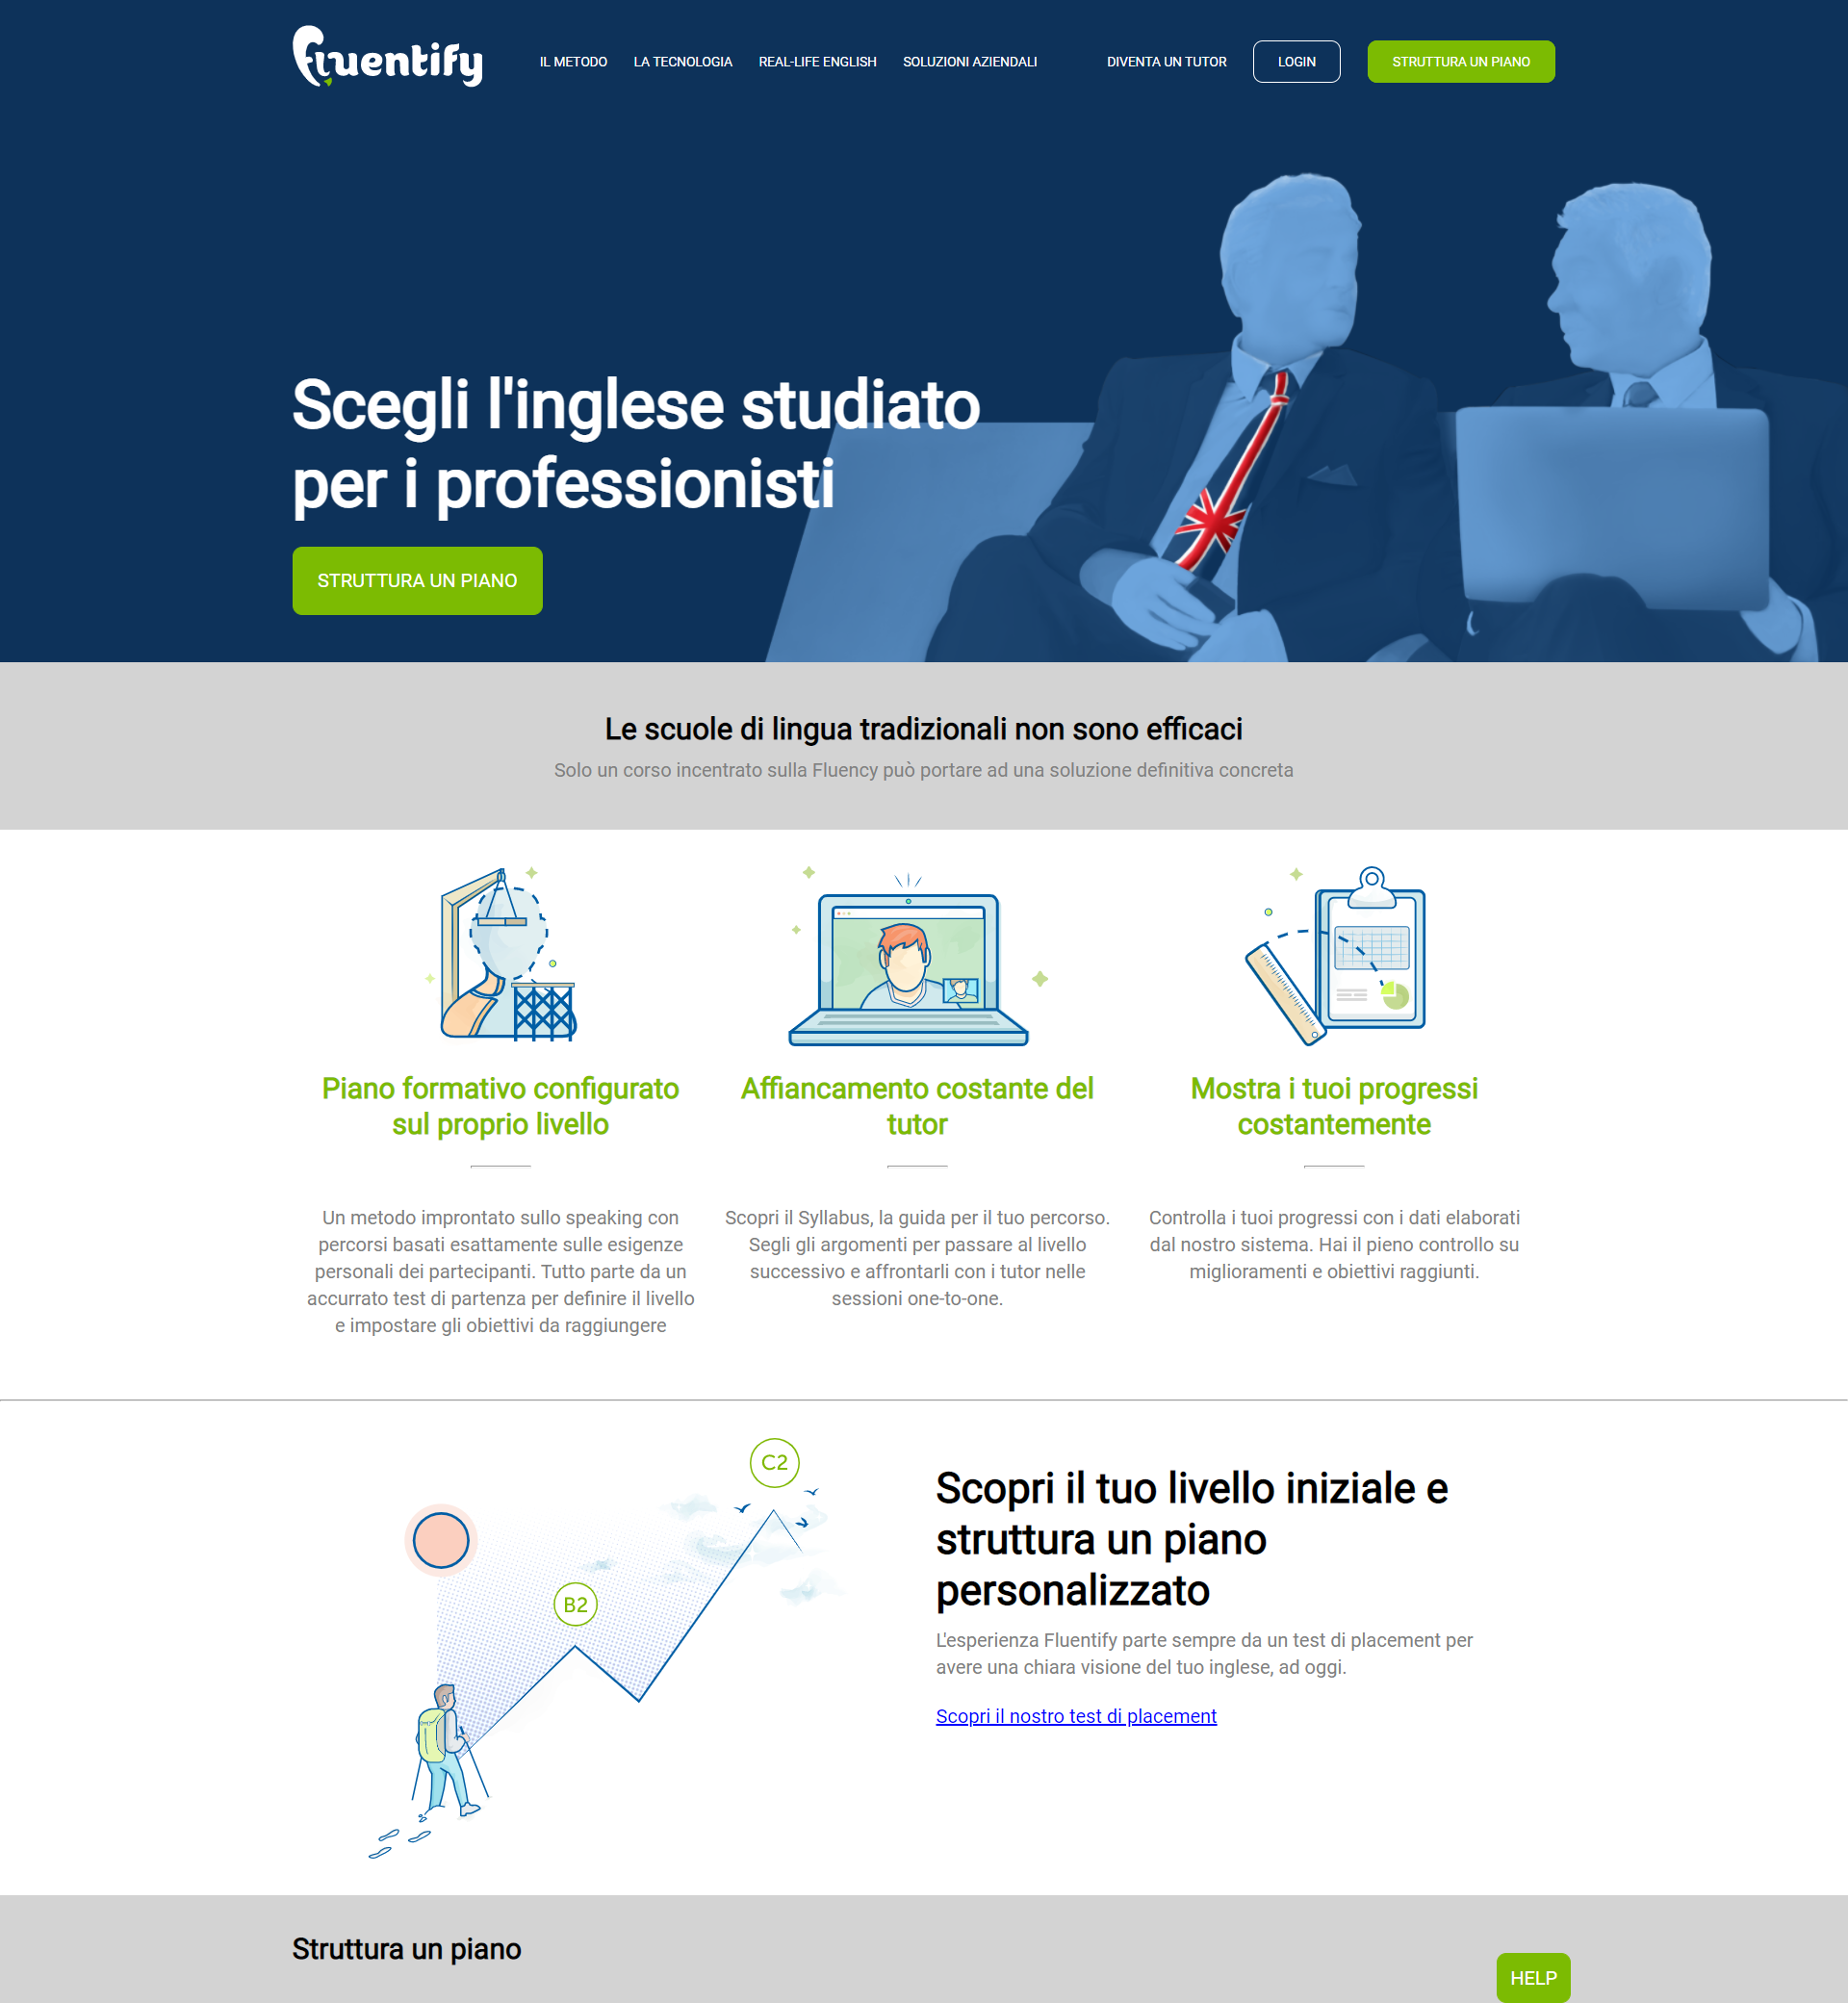 fluentify
IL METODO
LA TECNOLOGIA
REAL-LIFE ENGLISH
SOLUZIONI AZIENDALI
DIVENTA UN TUTOR
LOGIN
STRUTTURA UN PIANO
Scegli l'inglese studiato
per i professionisti
STRUTTURA UN PIANO
Le scuole di lingua tradizionali non sono efficaci
Solo un corso incentrato sulla Fluency può portare ad una soluzione definitiva concreta
Piano formativo configurato
sul proprio livello
Un metodo improntato sullo speaking con
percorsi basati esattamente sulle esigenze
personali dei partecipanti. Tutto parte da un
accurrato test di partenza per definire il livello
e impostare gli obiettivi da raggiungere
Affiancamento costante del
tutor
Scopri il Syllabus, la guida per il tuo percorso.
Segli gli argomenti per passare al livello
successivo e affrontarli con i tutor nelle
sessioni one-to-one.
Mostra i tuoi progressi
costantemente
Controlla i tuoi progressi con i dati elaborati
dal nostro sistema. Hai il pieno controllo su
miglioramenti e obiettivi raggiunti.
C2
B2
Scopri il tuo livello iniziale e
struttura un piano
personalizzato
L'esperienza Fluentify parte sempre da un test di placement per
avere una chiara visione del tuo inglese, ad oggi.
Scopri il nostro test di placement
Struttura un piano
HELP